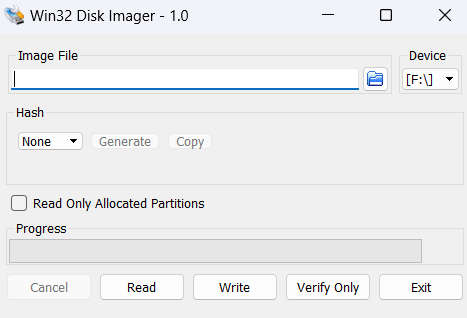 Win32 Disk Imager - 1.0
Image File
Device
[F:\]
Hash
None
Generate
Copy
Read Only Allocated Partitions
Progress
Cancel
Read
Write
Verify Only
Exit